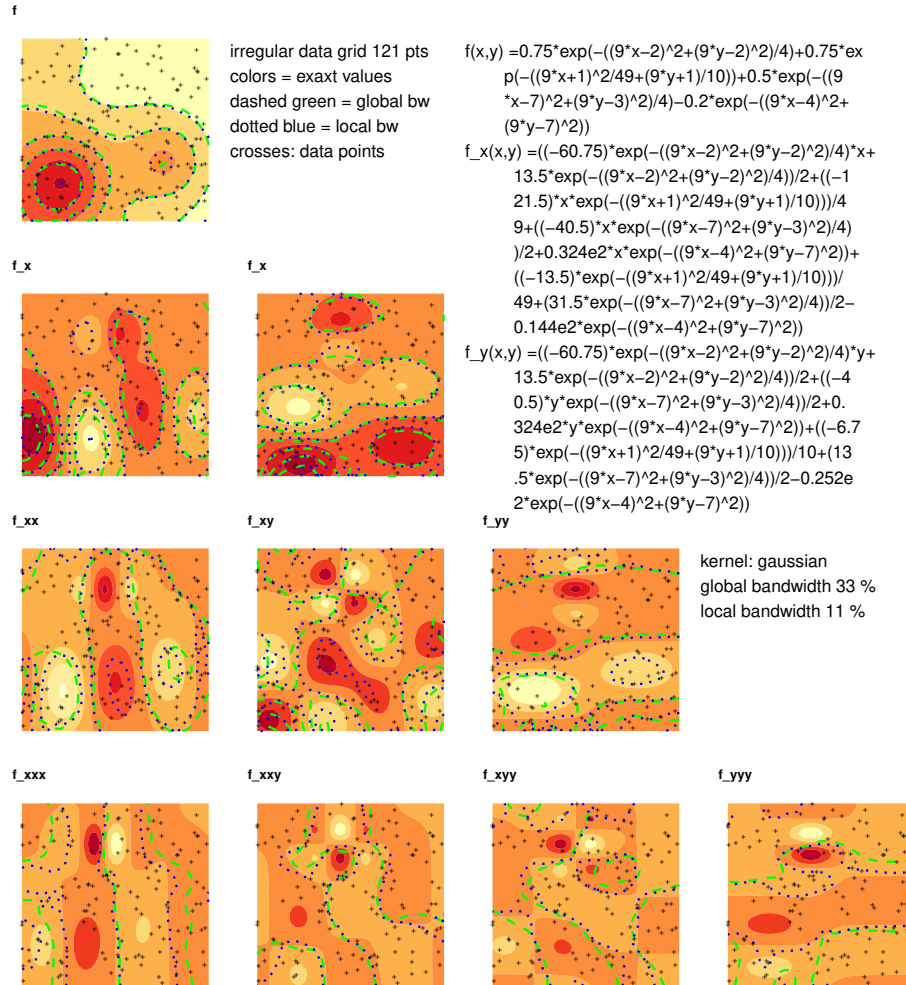 f
irregular data grid 121 pts
colors = exaxt values
dashed green = global bw
dotted blue = local bw
crosses: data points
f(x,y) =0.75*exp(−((9*x−2)^2+(9*y−2)^2)/4)+0.75*ex
p(−((9*x+1)^2/49+(9*y+1)/10))+0.5*exp(−((9
*x−7)^2+(9*y−3)^2)/4)−0.2*exp(−((9*x−4)^2+
(9*y−7)^2))
f_x(x,y) =((−60.75)*exp(−((9*x−2)^2+(9*y−2)^2)/4)*x+
13.5*exp(−((9*x−2)^2+(9*y−2)^2)/4))/2+((−1
21.5)*x*exp(−((9*x+1)^2/49+(9*y+1)/10)))/4
9+((−40.5)*x*exp(−((9*x−7)^2+(9*y−3)^2)/4)
)/2+0.324e2*x*exp(−((9*x−4)^2+(9*y−7)^2))+
((−13.5)*exp(−((9*x+1)^2/49+(9*y+1)/10)))/
49+(31.5*exp(−((9*x−7)^2+(9*y−3)^2)/4))/2−
0.144e2*exp(−((9*x−4)^2+(9*y−7)^2))
f_y(x,y) =((−60.75)*exp(−((9*x−2)^2+(9*y−2)^2)/4)*y+
13.5*exp(−((9*x−2)^2+(9*y−2)^2)/4))/2+((−4
0.5)*y*exp(−((9*x−7)^2+(9*y−3)^2)/4))/2+0.
324e2*y*exp(−((9*x−4)^2+(9*y−7)^2))+((−6.7
5)*exp(−((9*x+1)^2/49+(9*y+1)/10)))/10+(13
.5*exp(−((9*x−7)^2+(9*y−3)^2)/4))/2−0.252e
2*exp(−((9*x−4)^2+(9*y−7)^2))
f_x
f_x
f_xx
f_xy
f_yy
kernel: gaussian
global bandwidth 33 %
local bandwidth 11 %
f_xxx
f_xxy
f_xyy
f_yyy